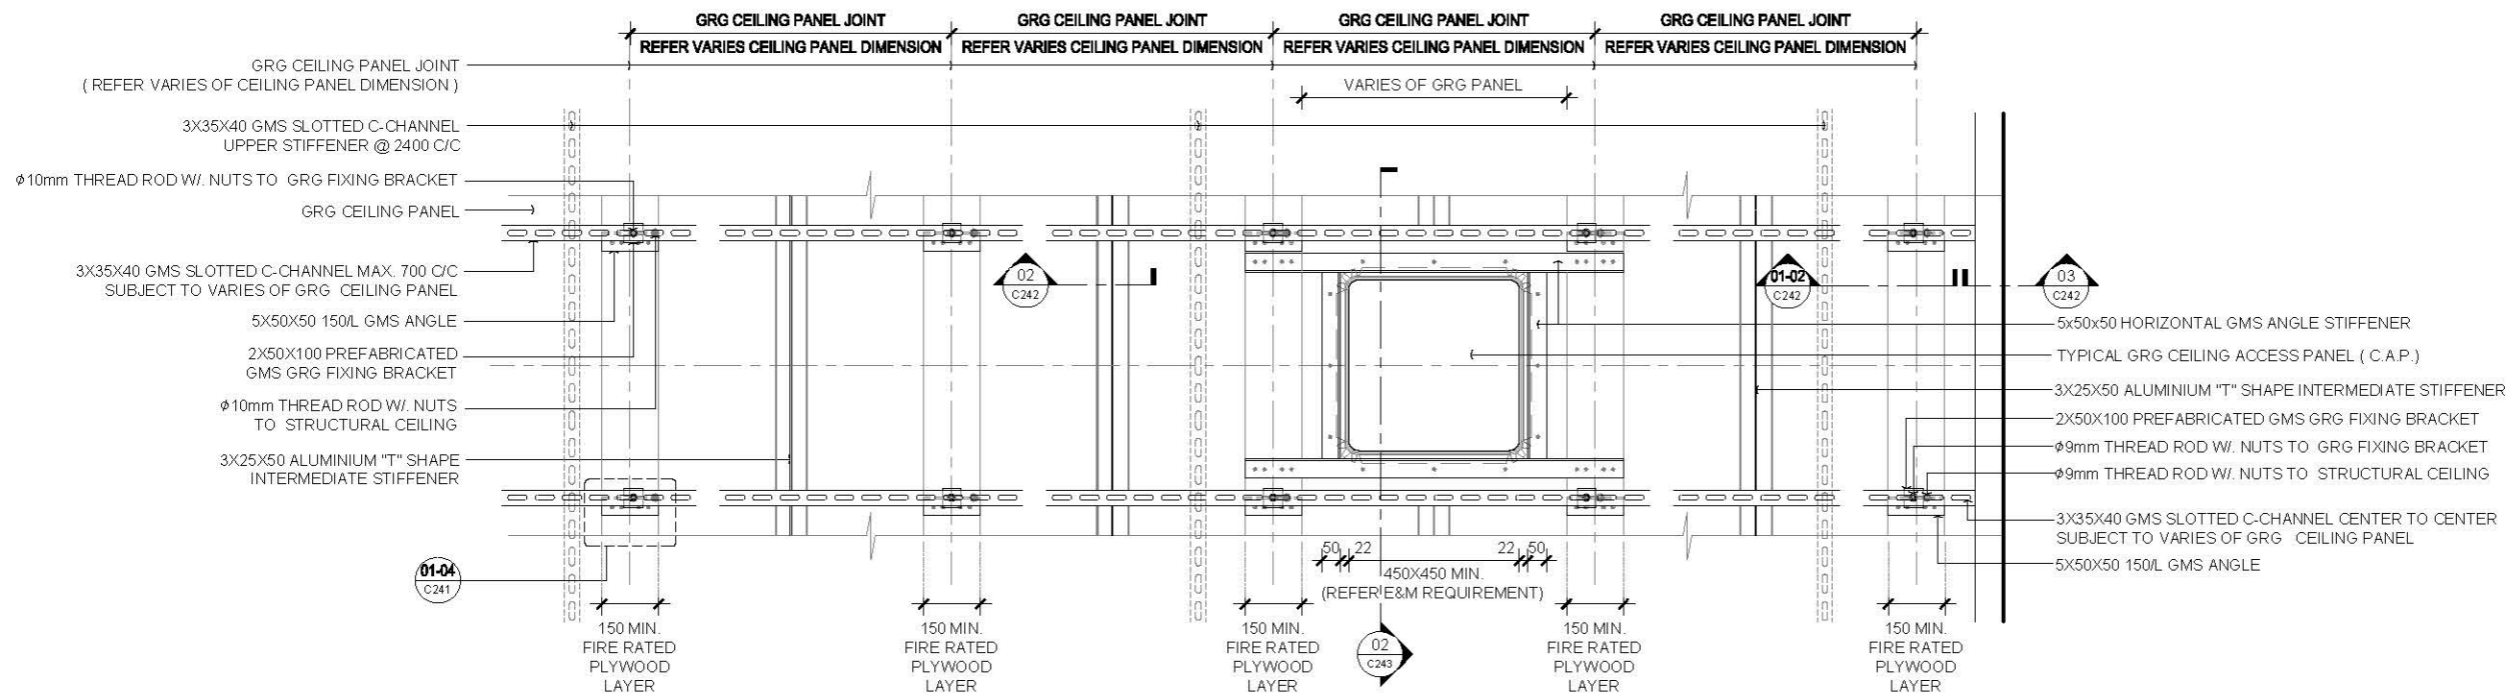 GRG CEILING PANEL JOINT
REFER VARIES CEILING PANEL DIMENSION
GRG CEILING PANEL JOINT
REFER VARIES CEILING PANEL DIMENSION
GRG CEILING PANEL JOINT
REFER VARIES CEILING PANEL DIMENSION
GRG CEILING PANEL JOINT
REFER VARIES CEILING PANEL DIMENSION
VARIES OF GRG PANEL
GRG CEILING PANEL JOINT
( REFER VARIES OF CEILING PANEL DIMENSION )
3X35X40 GMS SLOTTED C-CHANNEL
UPPER STIFFENER @ 2400 C/C
ϕ10mm THREAD ROD W/. NUTS TO GRG FIXING BRACKET
GRG CEILING PANEL
3X35X40 GMS SLOTTED C-CHANNEL MAX. 700 C/C
SUBJECT TO VARIES OF GRG CEILING PANEL
5X50X50 150/L GMS ANGLE
2X50X100 PREFABRICATED
GMS GRG FIXING BRACKET
ϕ10mm THREAD ROD W/. NUTS
TO STRUCTURAL CEILING
3X25X50 ALUMINIUM "T" SHAPE
INTERMEDIATE STIFFENER
01-04
C241
02
C242
01-02
C242
03
C242
5x50x50 HORIZONTAL GMS ANGLE STIFFENER
TYPICAL GRG CEILING ACCESS PANEL ( C.A.P.)
3X25X50 ALUMINIUM "T" SHAPE INTERMEDIATE STIFFENER
2X50X100 PREFABRICATED GMS GRG FIXING BRACKET
ϕ9mm THREAD ROD W/. NUTS TO GRG FIXING BRACKET
ϕ9mm THREAD ROD W/. NUTS TO STRUCTURAL CEILING
3X35X40 GMS SLOTTED C-CHANNEL CENTER TO CENTER
SUBJECT TO VARIES OF GRG CEILING PANEL
5X50X50 150/L GMS ANGLE
50 22 22 50
450X450 MIN.
(REFER E&M REQUIREMENT)
150 MIN.
FIRE RATED
PLYWOOD
LAYER
150 MIN.
FIRE RATED
PLYWOOD
LAYER
150 MIN.
FIRE RATED
PLYWOOD
LAYER
02
C243
150 MIN.
FIRE RATED
PLYWOOD
LAYER
150 MIN.
FIRE RATED
PLYWOOD
LAYER